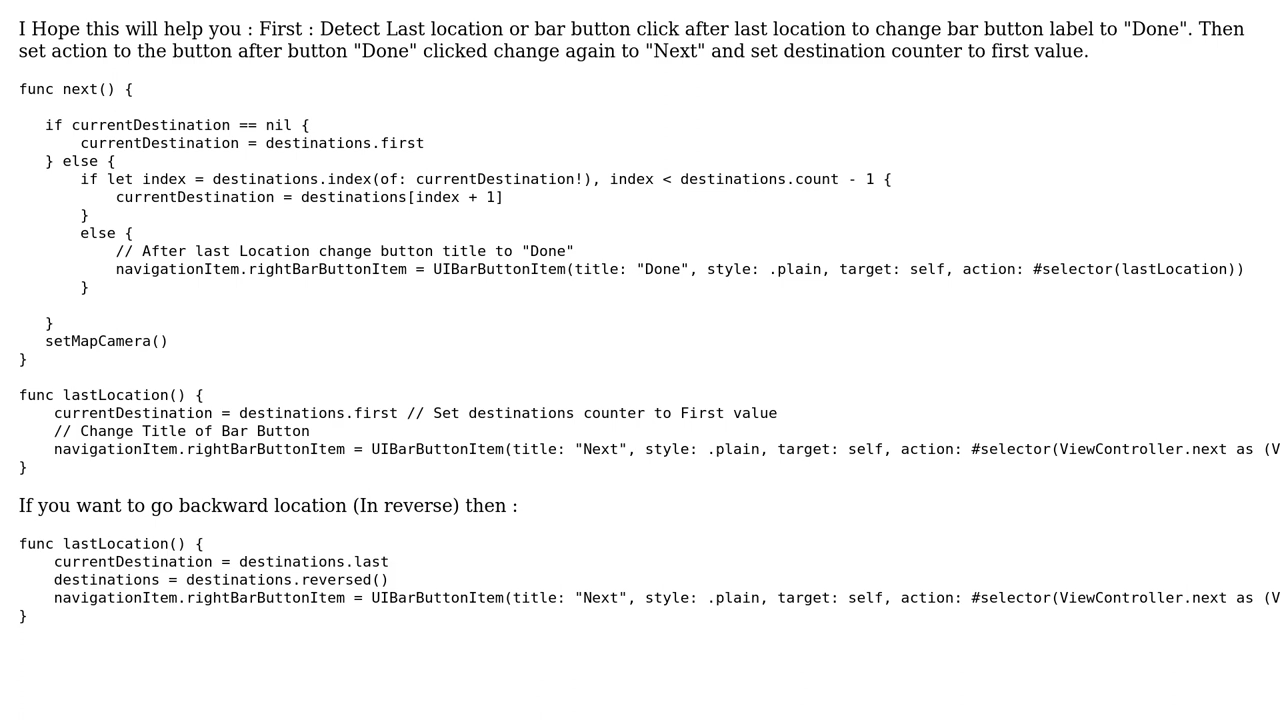 I Hope this will help you : First : Detect Last location or bar button click after last location to change bar button label to "Done". Then
set action to the button after button "Done" clicked change again to "Next" and set destination counter to first value.
func next() {
if currentDestination == nil {
currentDestination = destinations.first
} else {
if let index = destinations.index(of: currentDestination!), index < destinations.count - 1 {
currentDestination = destinations[index + 1]
}
else {
// After last Location change button title to "Done"
navigationItem.rightBarButtonItem = UIBarButtonItem(title: "Done", style: .plain, target: self, action: #selector(lastLocation))
}
}
setMapCamera()
}
func lastLocation() {
currentDestination = destinations.first // Set destinations counter to First value
// Change Title of Bar Button
navigationItem.rightBarButtonItem = UIBarButtonItem(title: "Next", style: .plain, target: self, action: #selector(ViewController.next as (V
}
If you want to go backward location (In reverse) then :
func lastLocation() {
currentDestination = destinations.last
destinations = destinations.reversed()
navigationItem.rightBarButtonItem = UIBarButtonItem(title: "Next", style: .plain, target: self, action: #selector(ViewController.next as (V
}